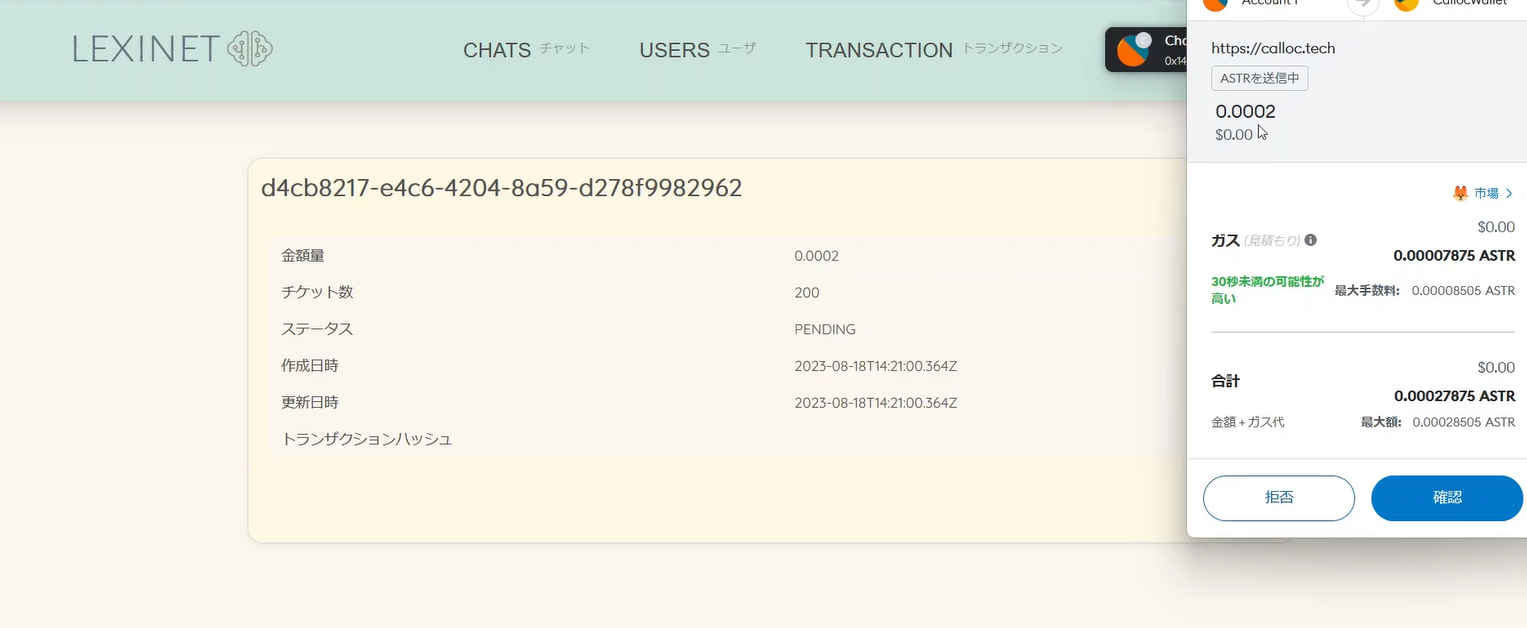 LEXINET
CHATS チャット
USERS ユーザ
TRANSACTION トランザクション
Cho
0x14
d4cb8217-e4c6-4204-8a59-d278f9982962
金額量 0.0002
チケット数 200
ステータス PENDING
作成日時 2023-08-18T14:21:00.364Z
更新日時 2023-08-18T14:21:00.364Z
トランザクションハッシュ
Account 1
CallocWallet
https://calloc.tech
ASTRを送信中
0.0002
$0.00
市場 >
$0.00
ガス (見積もり)
0.00007875 ASTR
30秒未満の可能性が
高い
最大手数料: 0.00008505 ASTR
$0.00
合計
0.00027875 ASTR
金額 + ガス代
最大額: 0.00028505 ASTR
拒否
確認